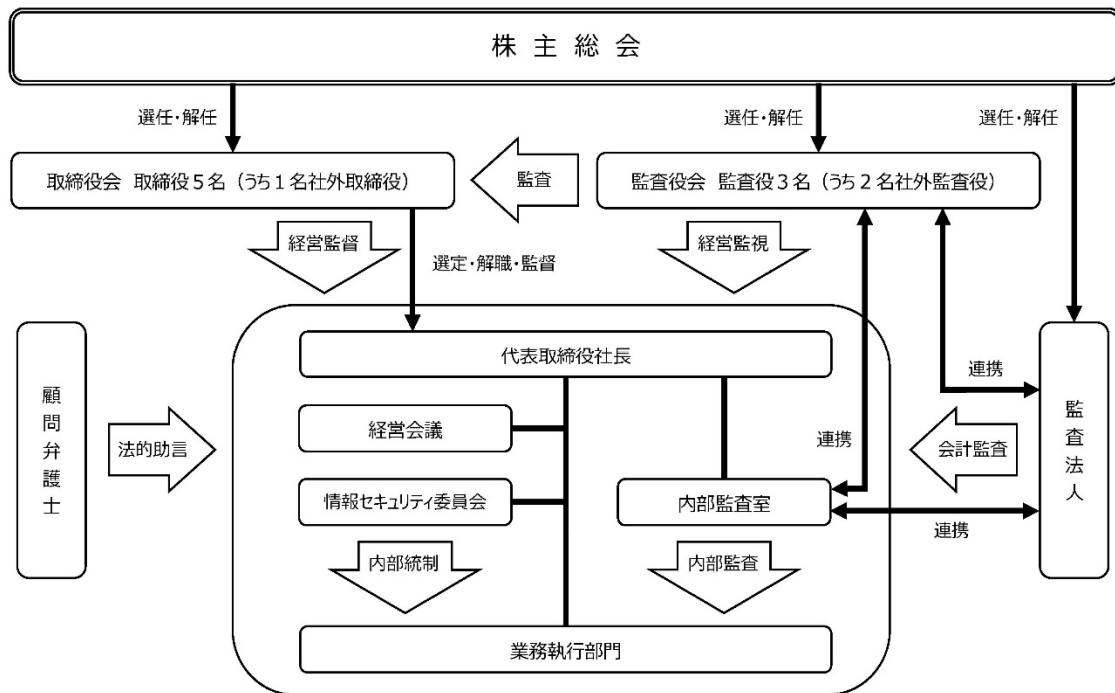 株主総会
選任・解任
選任・解任
選任・解任
取締役会 取締役5名（うち1名社外取締役）
監査
監査役会 監査役3名（うち2名社外監査役）
経営監督
選定・解職・監督
経営監視
代表取締役社長
顧問弁護士
法的助言
経営会議
連携
連携
会計監査
監査法人
情報セキュリティ委員会
内部監査室
連携
内部統制
内部監査
業務執行部門